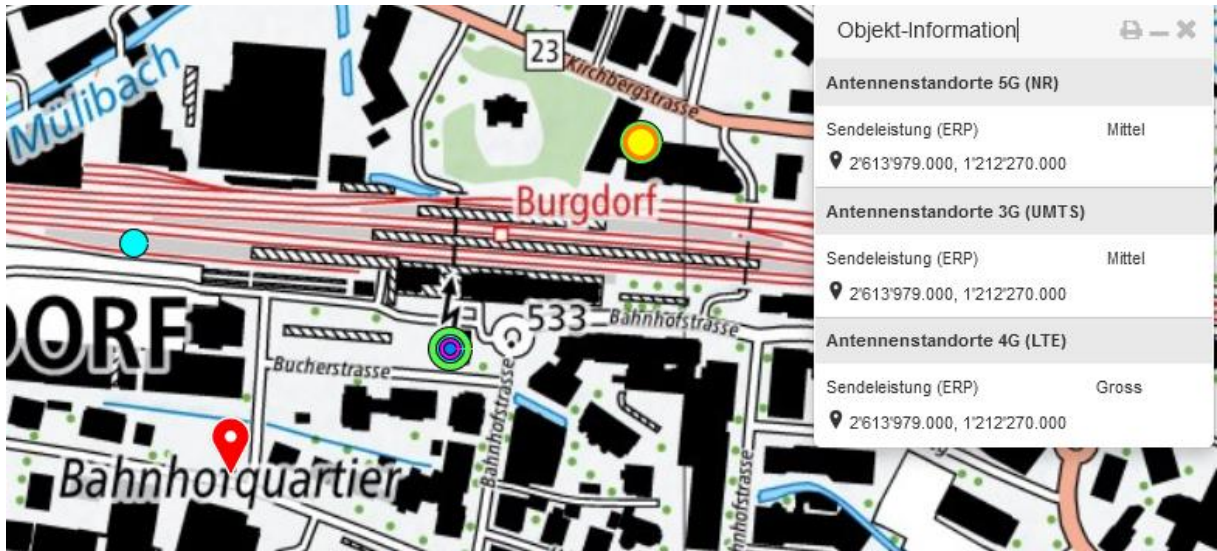 Mülibach
23
Kirchbergstrasse
Burgdorf
DORF
533
Bahnhofstrasse
Bucherstrasse
Bahnhofstrasse
Bahnhofquartier
Bahnhofstrasse
Objekt-Information
Antennenstandorte 5G (NR)
Sendeleistung (ERP) Mittel
2'613'979.000, 1'212'270.000
Antennenstandorte 3G (UMTS)
Sendeleistung (ERP) Mittel
2'613'979.000, 1'212'270.000
Antennenstandorte 4G (LTE)
Sendeleistung (ERP) Gross
2'613'979.000, 1'212'270.000